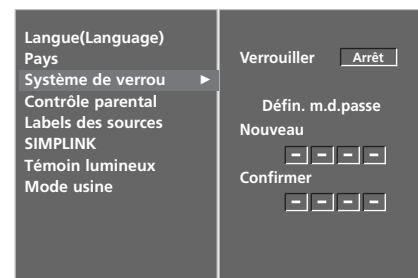 Langue(Language)
Pays
Système de verrou ►
Contrôle parental
Labels des sources
SIMPLINK
Témoin lumineux
Mode usine
Verrouiller Arrêt
Défin. m.d.passe
Nouveau
– – – –
Confirmer
– – – –